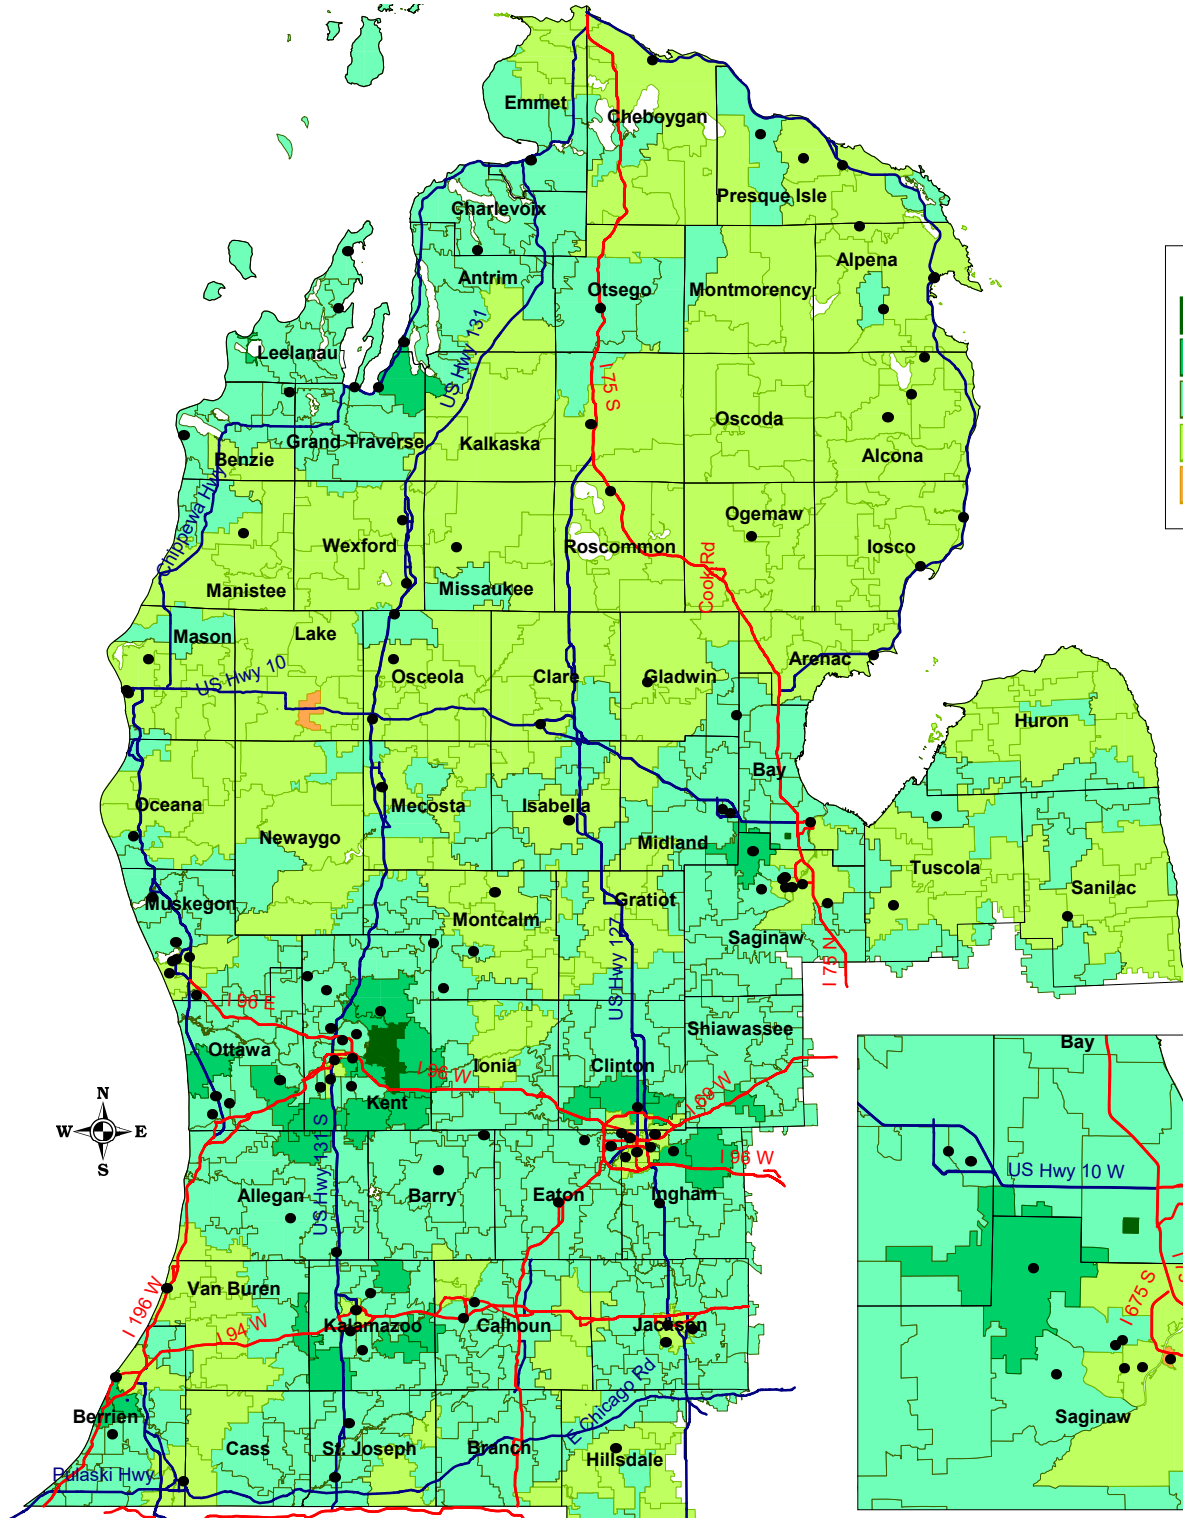 Emmet
Cheboygan
Presque Isle
Charlevoix
Alpena
Antrim
Otsego
Montmorency
US Hwy 131
Leelanau
I 75 S
Oscoda
Grand Traverse
Kalkaska
Benzie
Alcona
Chippewa Hwy
Ogemaw
Wexford
Roscommon
Iosco
Cook Rd
Manistee
Missaukee
Mason
Lake
Arenac
US Hwy 10
Osceola
Clare
Gladwin
Huron
Bay
Oceana
Mecosta
Isabella
Newaygo
Midland
Tuscola
Sanilac
Muskegon
Montcalm
Gratiot
Saginaw
US Hwy 127
I 75 N
I 96 E
Shiawassee
Ottawa
Ionia
Clinton
I 96 W
Kent
I 69 W
N
W
E
S
I 96 W
Allegan
Barry
Eaton
Ingham
US Hwy 131 S
Van Buren
I 196 W
I 94 W
Kalamazoo
Calhoun
Jackson
E Chicago Rd
Berrien
Cass
St. Joseph
Branch
Hillsdale
Pulaski Hwy
Bay
US Hwy 10 W
I 675 S
Saginaw